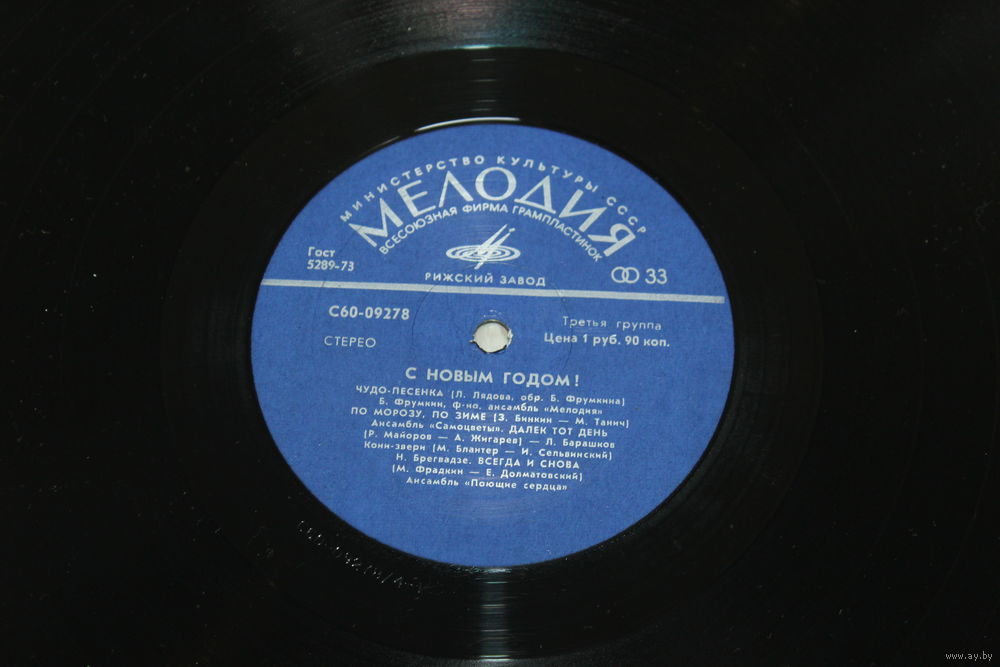 МИНИСТЕРСТВО КУЛЬТУРЫ СССР
МЕЛОДИЯ
ВСЕСОЮЗНАЯ ФИРМА ГРАМПЛАСТИНОК
Гост
5289-73
РИЖСКИЙ ЗАВОД
33
С60-09278
СТЕРЕО
Третья группа
Цена 1 руб. 90 коп.
С НОВЫМ ГОДОМ!
ЧУДО-ПЕСЕНКА (Л. Лядова, обр. Б. Фрумкина)
Б. Фрумкин, ф-но, ансамбль «Мелодия»
ПО МОРОЗУ, ПО ЗИМЕ (З. Бинкин — М. Танич)
Ансамбль «Самоцветы». ДАЛЕК ТОТ ДЕНЬ
(Р. Майоров — А. Жигарев) — Л. Барашков
Кони-звери (М. Блантер — И. Сельвинский)
Н. Брегвадзе. ВСЕГДА И СНОВА
(М. Фрадкин — Е. Долматовский)
Ансамбль «Поющие сердца»
www.ay.by